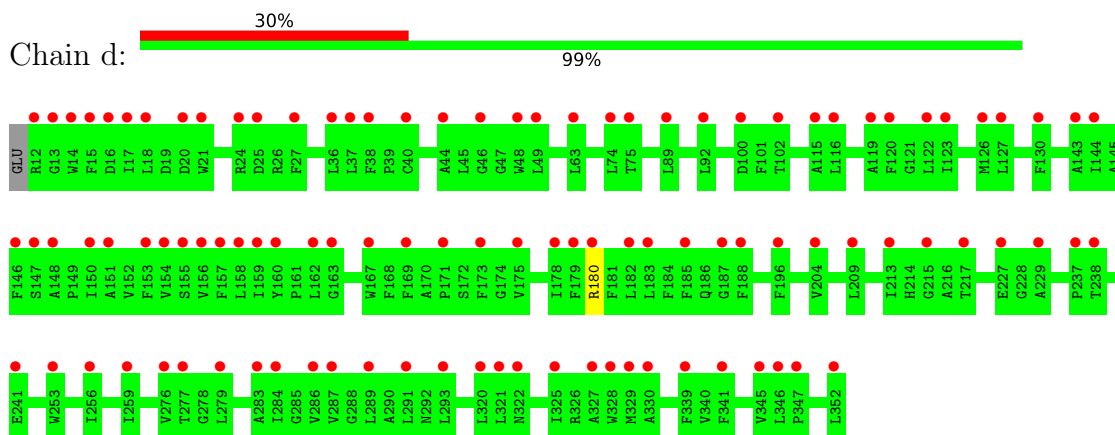 30%
Chain d:
99%
GLU R12 G13 W14 F15 D16 I17 L18 D19 D20 W21 R24 D25 R26 F27 L36 L37 F38 P39 C40 A44 L45 G46 G47 W48 L49 L63 L74 T75 L89 L92 D100 F101 T102 A115 L116 A119 F120 G121 L122 I123 M126 L127 F130 A143 I144 A145
F146 S147 A148 P149 I150 A151 V152 F153 V154 S155 V156 F157 L158 I159 Y160 P161 L162 G163 W167 F168 F169 A170 P171 S172 F173 G174 V175 I178 F179 R180 F181 L182 L183 F184 F185 Q186 G187 F188 F196 V204 L209 I213 H214 G215 A216 T217 E227 G228 A229 P237 T238
E241 W253 I256 I259 V276 T277 G278 L279 A283 I284 G285 V286 V287 G288 L289 A290 L291 N292 L293 L320 L321 N322 I325 R326 A327 W328 M329 A330 F339 V340 F341 V345 L346 P347 L352